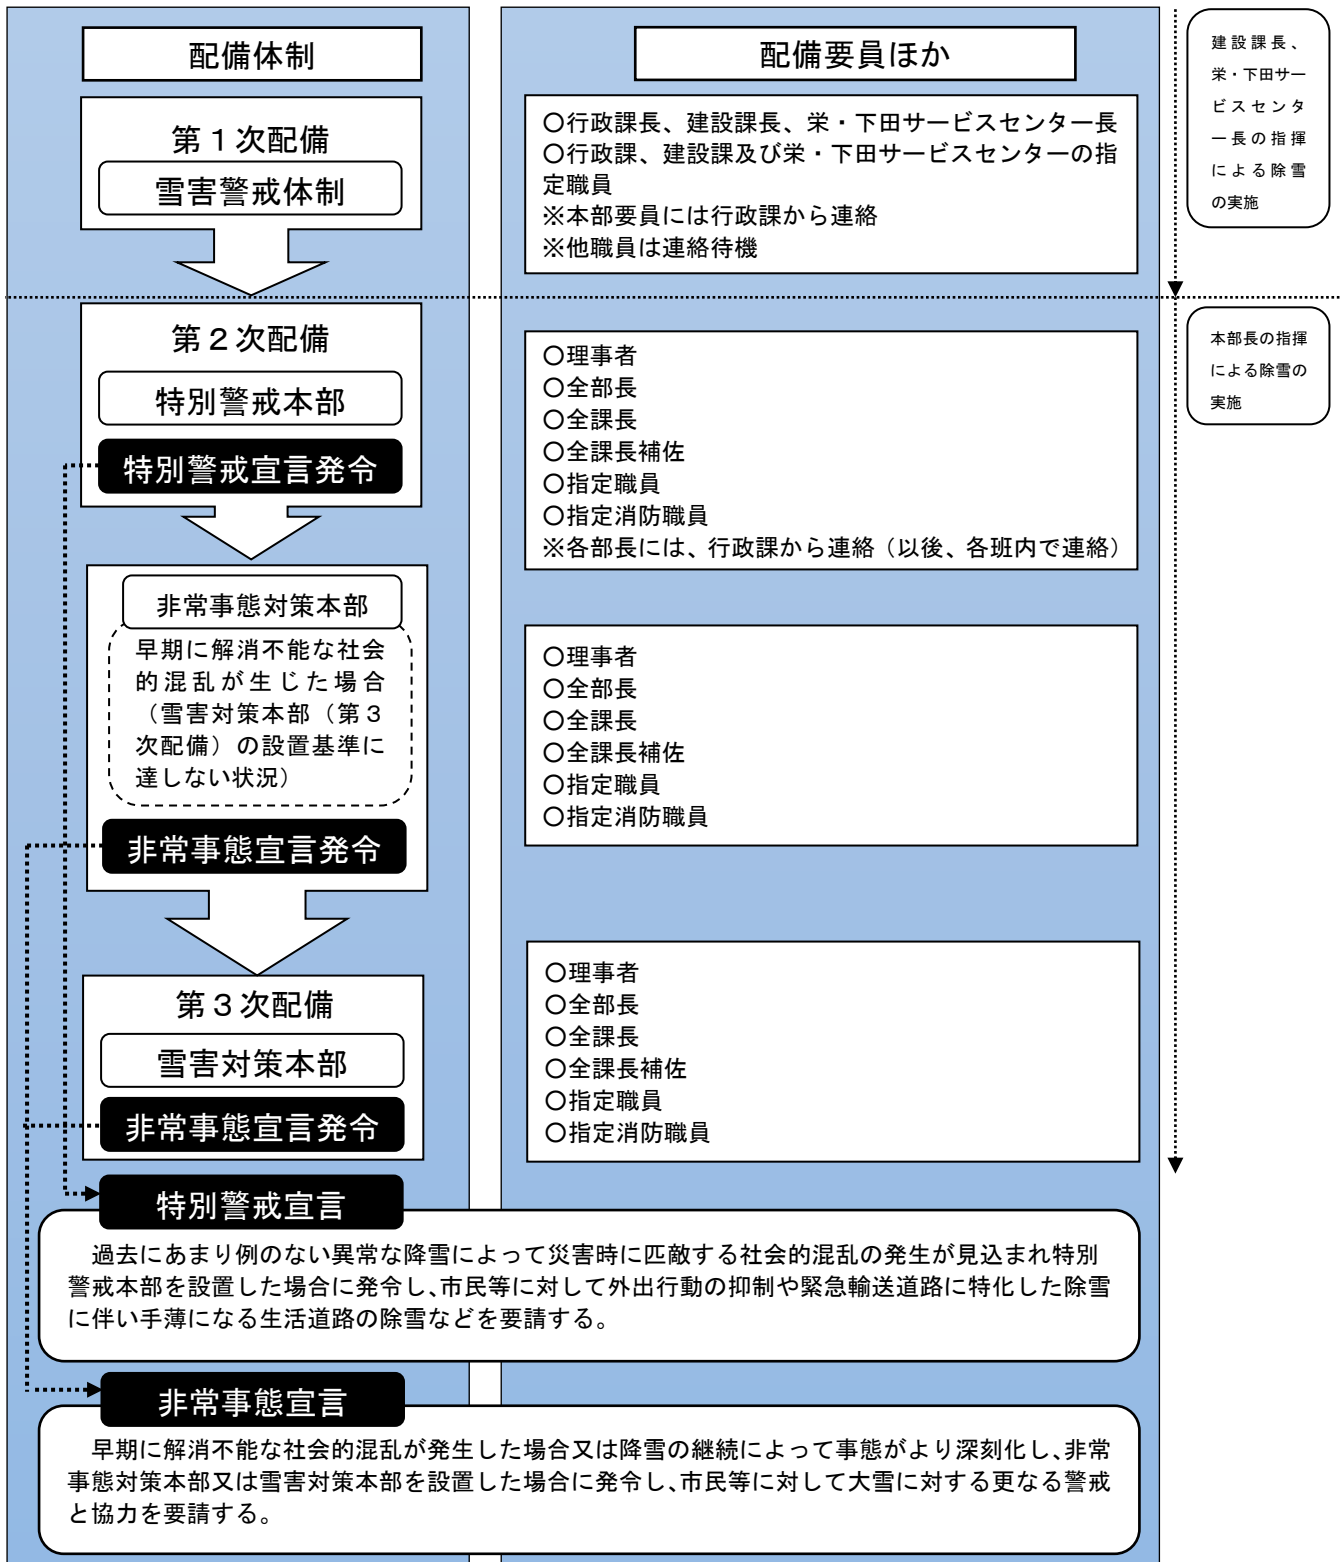 配備体制
配備要員ほか
第１次配備
雪害警戒体制
〇行政課長、建設課長、栄・下田サービスセンター長
〇行政課、建設課及び栄・下田サービスセンターの指
定職員
※本部要員には行政課から連絡
※他職員は連絡待機
建設課長、
栄・下田サー
ビスセンタ
ー長の指揮
による除雪
の実施
第２次配備
特別警戒本部
特別警戒宣言発令
〇理事者
〇全部長
〇全課長
〇全課長補佐
〇指定職員
〇指定消防職員
※各部長には、行政課から連絡（以後、各班内で連絡）
本部長の指揮
による除雪の
実施
非常事態対策本部
早期に解消不能な社会
的混乱が生じた場合
（雪害対策本部（第３
次配備）の設置基準に
達しない状況）
非常事態宣言発令
〇理事者
〇全部長
〇全課長
〇全課長補佐
〇指定職員
〇指定消防職員
第３次配備
雪害対策本部
非常事態宣言発令
〇理事者
〇全部長
〇全課長
〇全課長補佐
〇指定職員
〇指定消防職員
特別警戒宣言
過去にあまり例のない異常な降雪によって災害時に匹敵する社会的混乱の発生が見込まれ特別
警戒本部を設置した場合に発令し、市民等に対して外出行動の抑制や緊急輸送道路に特化した除雪
に伴い手薄になる生活道路の除雪などを要請する。
非常事態宣言
早期に解消不能な社会的混乱が発生した場合又は降雪の継続によって事態がより深刻化し、非常
事態対策本部又は雪害対策本部を設置した場合に発令し、市民等に対して大雪に対する更なる警戒
と協力を要請する。